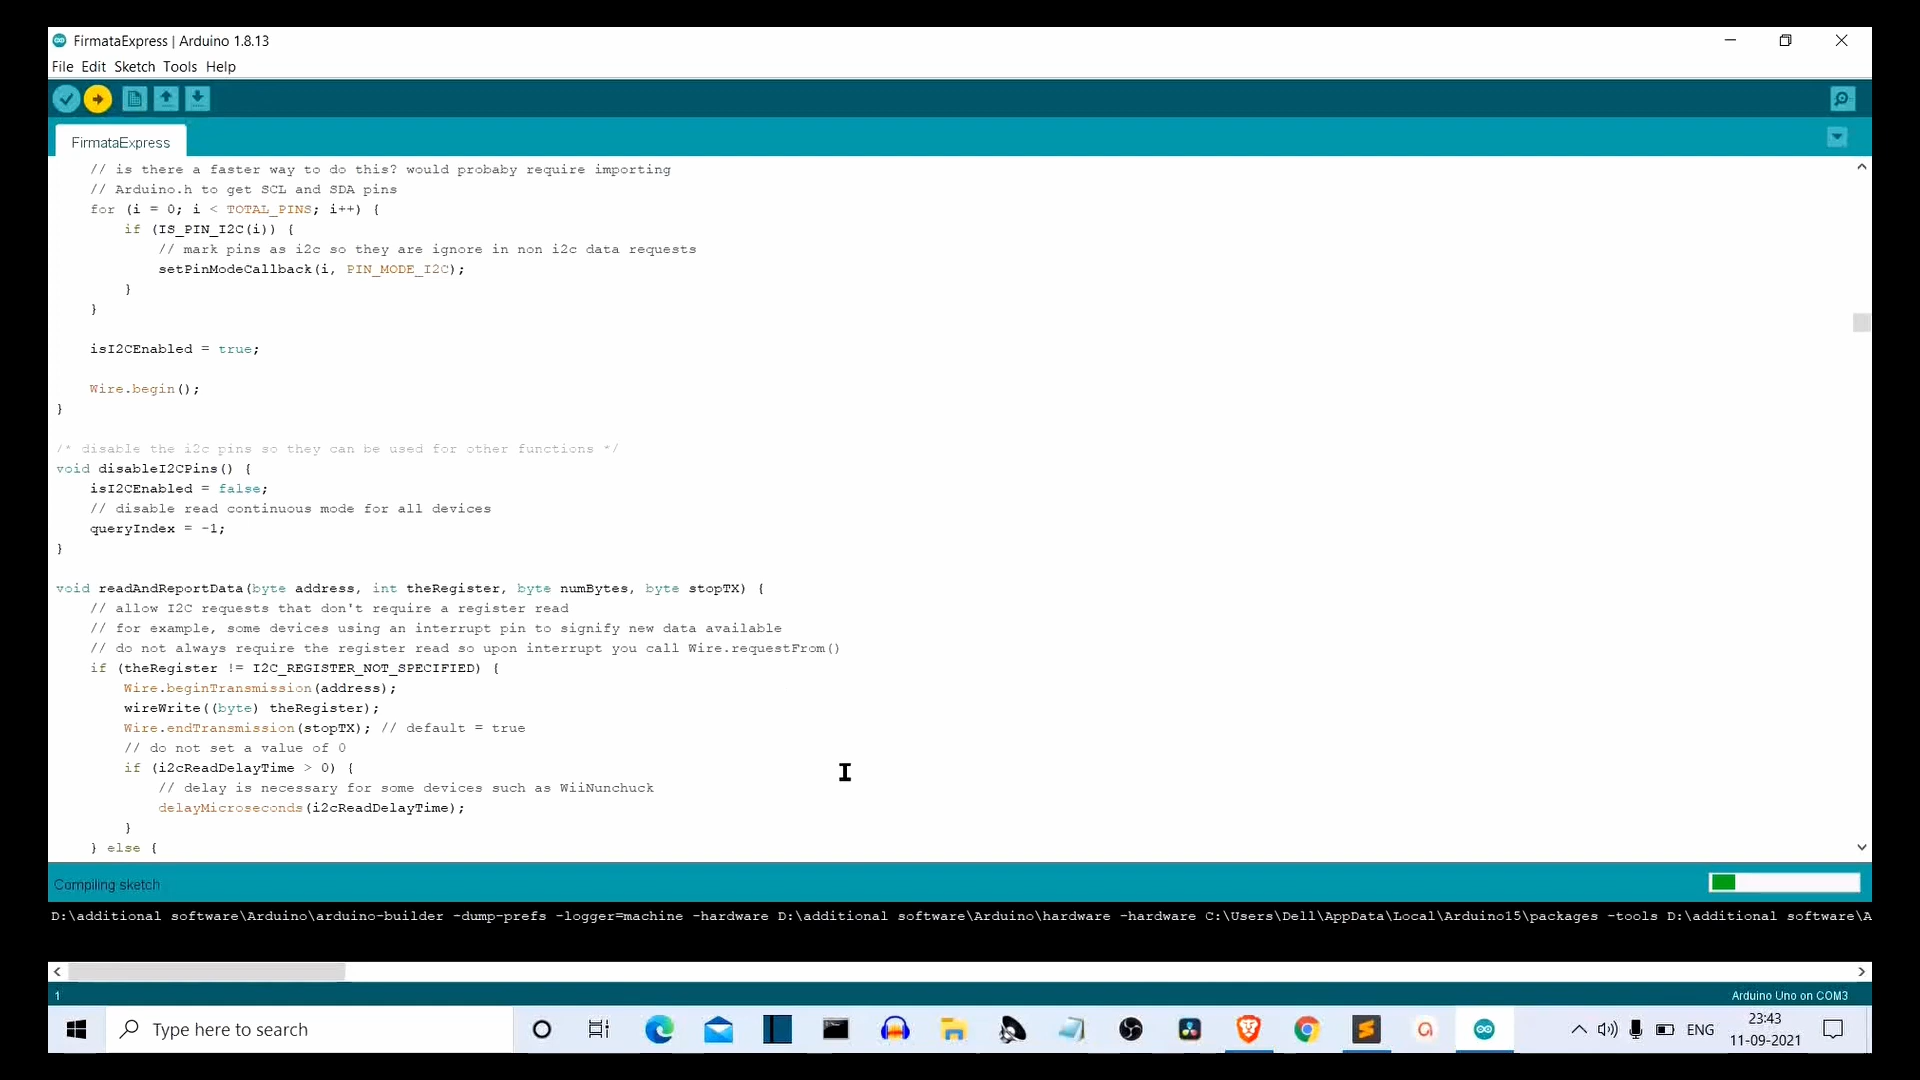 FirmataExpress | Arduino 1.8.13
File Edit Sketch Tools Help
FirmataExpress
// is there a faster way to do this? would probaby require importing
// Arduino.h to get SCL and SDA pins
for (i = 0; i < TOTAL_PINS; i++) {
if (IS_PIN_I2C(i)) {
// mark pins as i2c so they are ignore in non i2c data requests
setPinModeCallback(i, PIN_MODE_I2C);
}
}
isI2CEnabled = true;
Wire.begin();
}
/* disable the i2c pins so they can be used for other functions */
void disableI2CPins() {
isI2CEnabled = false;
// disable read continuous mode for all devices
queryIndex = -1;
}
void readAndReportData(byte address, int theRegister, byte numBytes, byte stopTX) {
// allow I2C requests that don't require a register read
// for example, some devices using an interrupt pin to signify new data available
// do not always require the register read so upon interrupt you call Wire.requestFrom()
if (theRegister != I2C_REGISTER_NOT_SPECIFIED) {
Wire.beginTransmission(address);
wireWrite((byte) theRegister);
Wire.endTransmission(stopTX); // default = true
// do not set a value of 0
if (i2cReadDelayTime > 0) {
// delay is necessary for some devices such as WiiNunchuck
delayMicroseconds(i2cReadDelayTime);
}
} else {
Compiling sketch
D:\additional software\Arduino\arduino-builder -dump-prefs -logger=machine -hardware D:\additional software\Arduino\hardware -hardware C:\Users\Dell\AppData\Local\Arduino15\packages -tools D:\additional software\A
1
Arduino Uno on COM3
Type here to search
ENG
23:43
11-09-2021